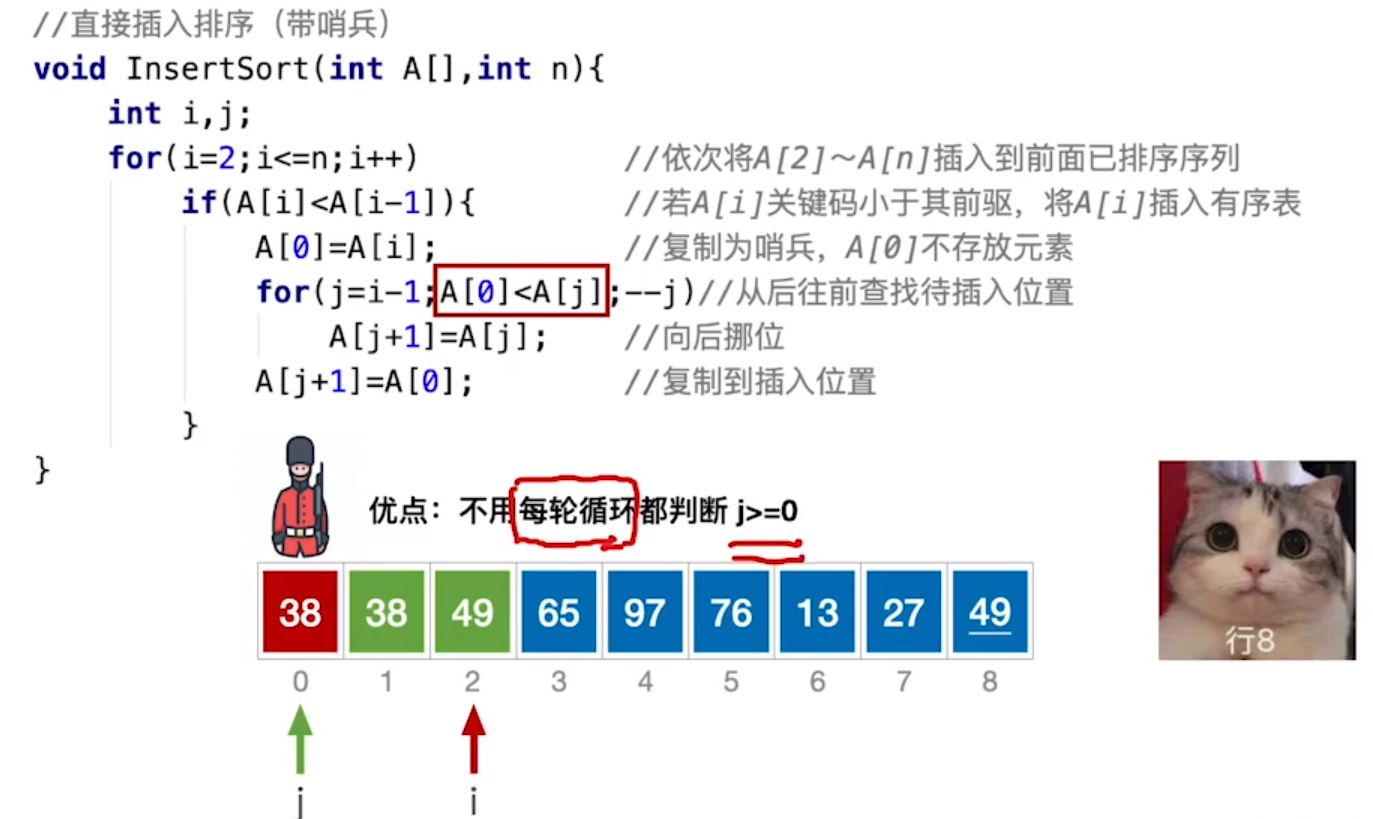 //直接插入排序（带哨兵）
void InsertSort(int A[],int n){
int i,j;
for(i=2;i<=n;i++) //依次将A[2]～A[n]插入到前面已排序序列
if(A[i]<A[i-1]){ //若A[i]关键码小于其前驱，将A[i]插入有序表
A[0]=A[i]; //复制为哨兵，A[0]不存放元素
for(j=i-1;A[0]<A[j];--j)//从后往前查找待插入位置
A[j+1]=A[j]; //向后挪位
A[j+1]=A[0]; //复制到插入位置
}
}
优点：不用每轮循环都判断 j>=0
38 38 49 65 97 76 13 27 49
0 1 2 3 4 5 6 7 8
j i
行8